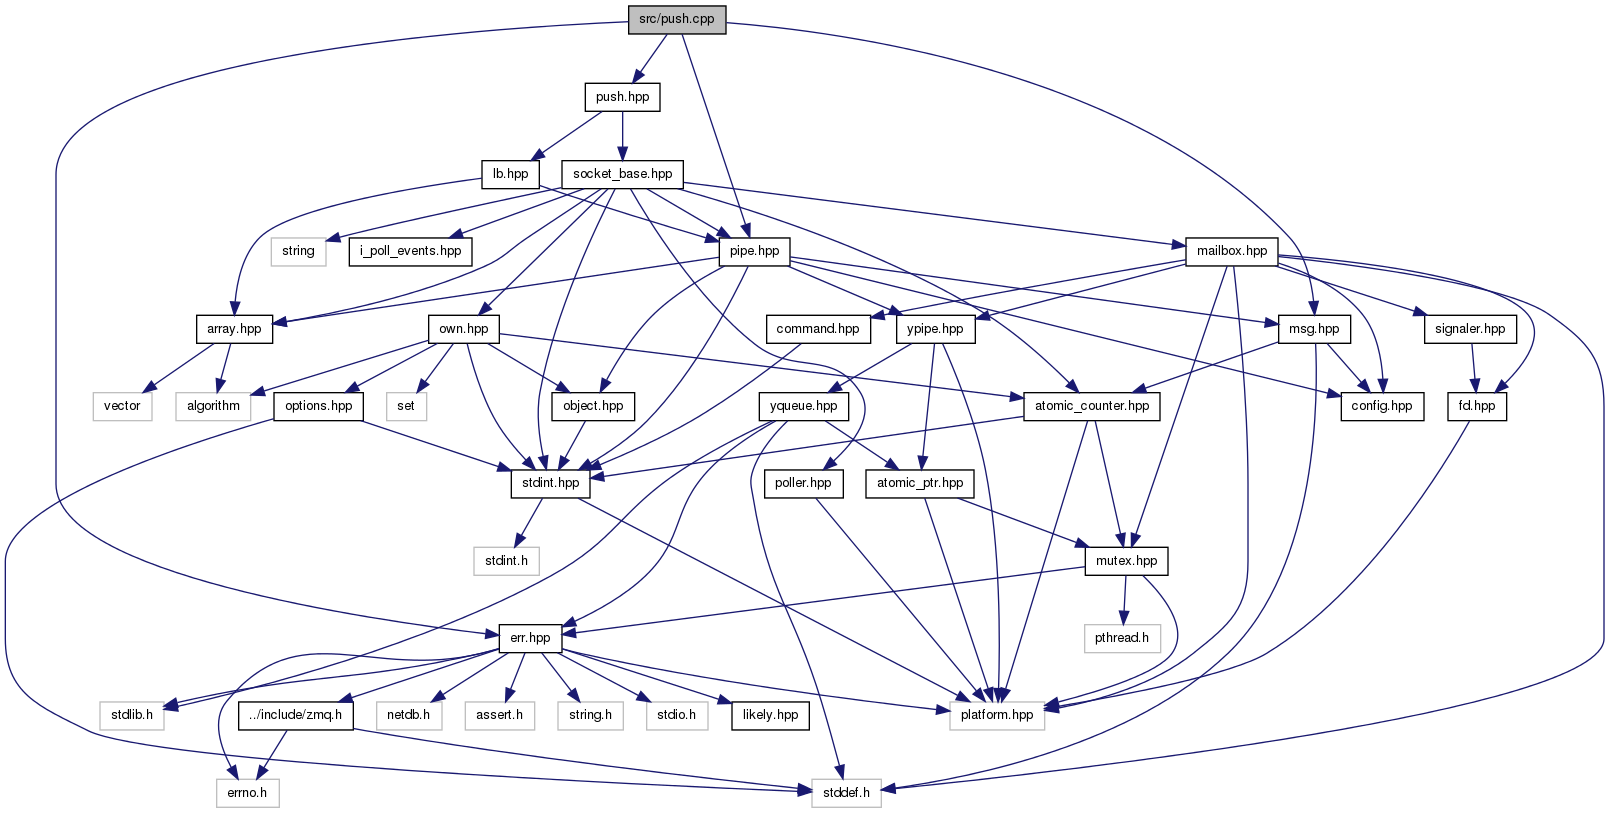 src/push.cpp
push.hpp
lb.hpp
socket_base.hpp
string
i_poll_events.hpp
pipe.hpp
mailbox.hpp
array.hpp
own.hpp
command.hpp
ypipe.hpp
msg.hpp
signaler.hpp
vector
algorithm
options.hpp
set
object.hpp
yqueue.hpp
atomic_counter.hpp
config.hpp
fd.hpp
stdint.hpp
poller.hpp
atomic_ptr.hpp
stdint.h
mutex.hpp
err.hpp
pthread.h
stdlib.h
../include/zmq.h
netdb.h
assert.h
string.h
stdio.h
likely.hpp
platform.hpp
errno.h
stddef.h